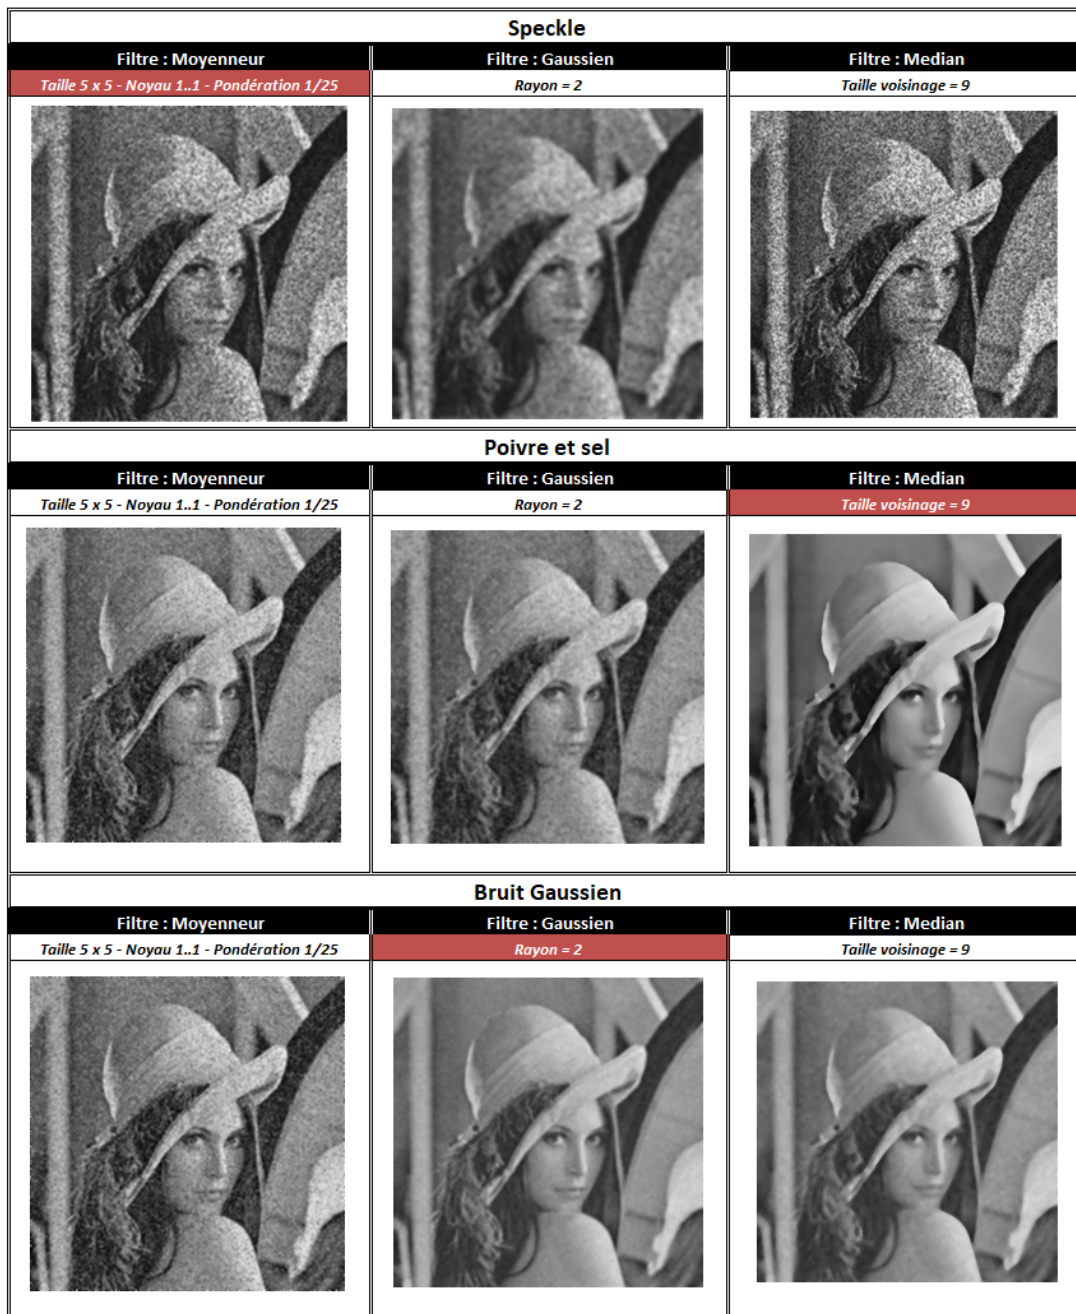 Speckle
Filtre : Moyenneur Filtre : Gaussien Filtre : Median
Taille 5 x 5 - Noyau 1..1 - Pondération 1/25 Rayon = 2 Taille voisinage = 9
Poivre et sel
Filtre : Moyenneur Filtre : Gaussien Filtre : Median
Taille 5 x 5 - Noyau 1..1 - Pondération 1/25 Rayon = 2 Taille voisinage = 9
Bruit Gaussien
Filtre : Moyenneur Filtre : Gaussien Filtre : Median
Taille 5 x 5 - Noyau 1..1 - Pondération 1/25 Rayon = 2 Taille voisinage = 9